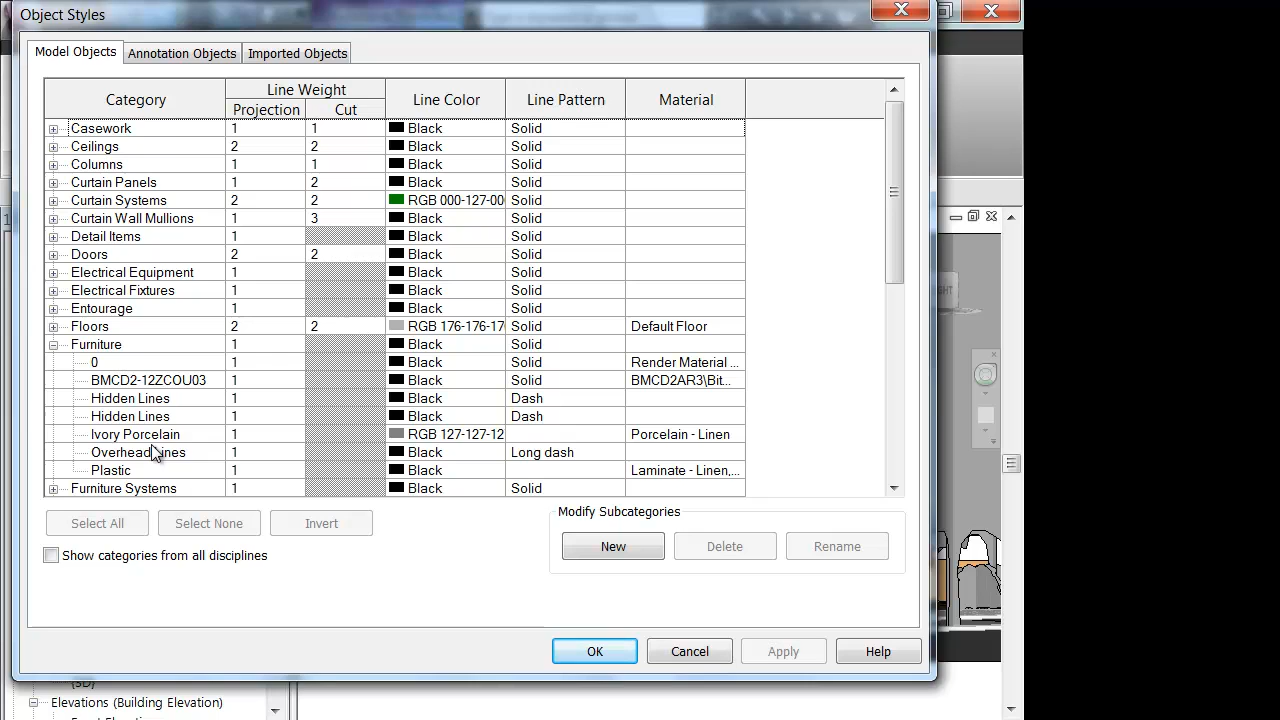 Object Styles
Model Objects Annotation Objects Imported Objects
Category Line Weight Line Color Line Pattern Material
Projection Cut
Casework 1 1 Black Solid
Ceilings 2 2 Black Solid
Columns 1 1 Black Solid
Curtain Panels 1 2 Black Solid
Curtain Systems 2 2 RGB 000-127-00 Solid
Curtain Wall Mullions 1 3 Black Solid
Detail Items 1 Black Solid
Doors 2 2 Black Solid
Electrical Equipment 1 Black Solid
Electrical Fixtures 1 Black Solid
Entourage 1 Black Solid
Floors 2 2 RGB 176-176-17 Solid Default Floor
Furniture 1 Black Solid
0 1 Black Solid Render Material ...
BMCD2-12ZCOU03 1 Black Solid BMCD2AR3\Bit...
Hidden Lines 1 Black Dash
Hidden Lines 1 Black Dash
Ivory Porcelain 1 RGB 127-127-12 Porcelain - Linen
Overhead Lines 1 Black Long dash
Plastic 1 Black Laminate - Linen,...
Furniture Systems 1 Black Solid
Select All Select None Invert
Modify Subcategories
New Delete Rename
Show categories from all disciplines
OK Cancel Apply Help
Elevations (Building Elevation)